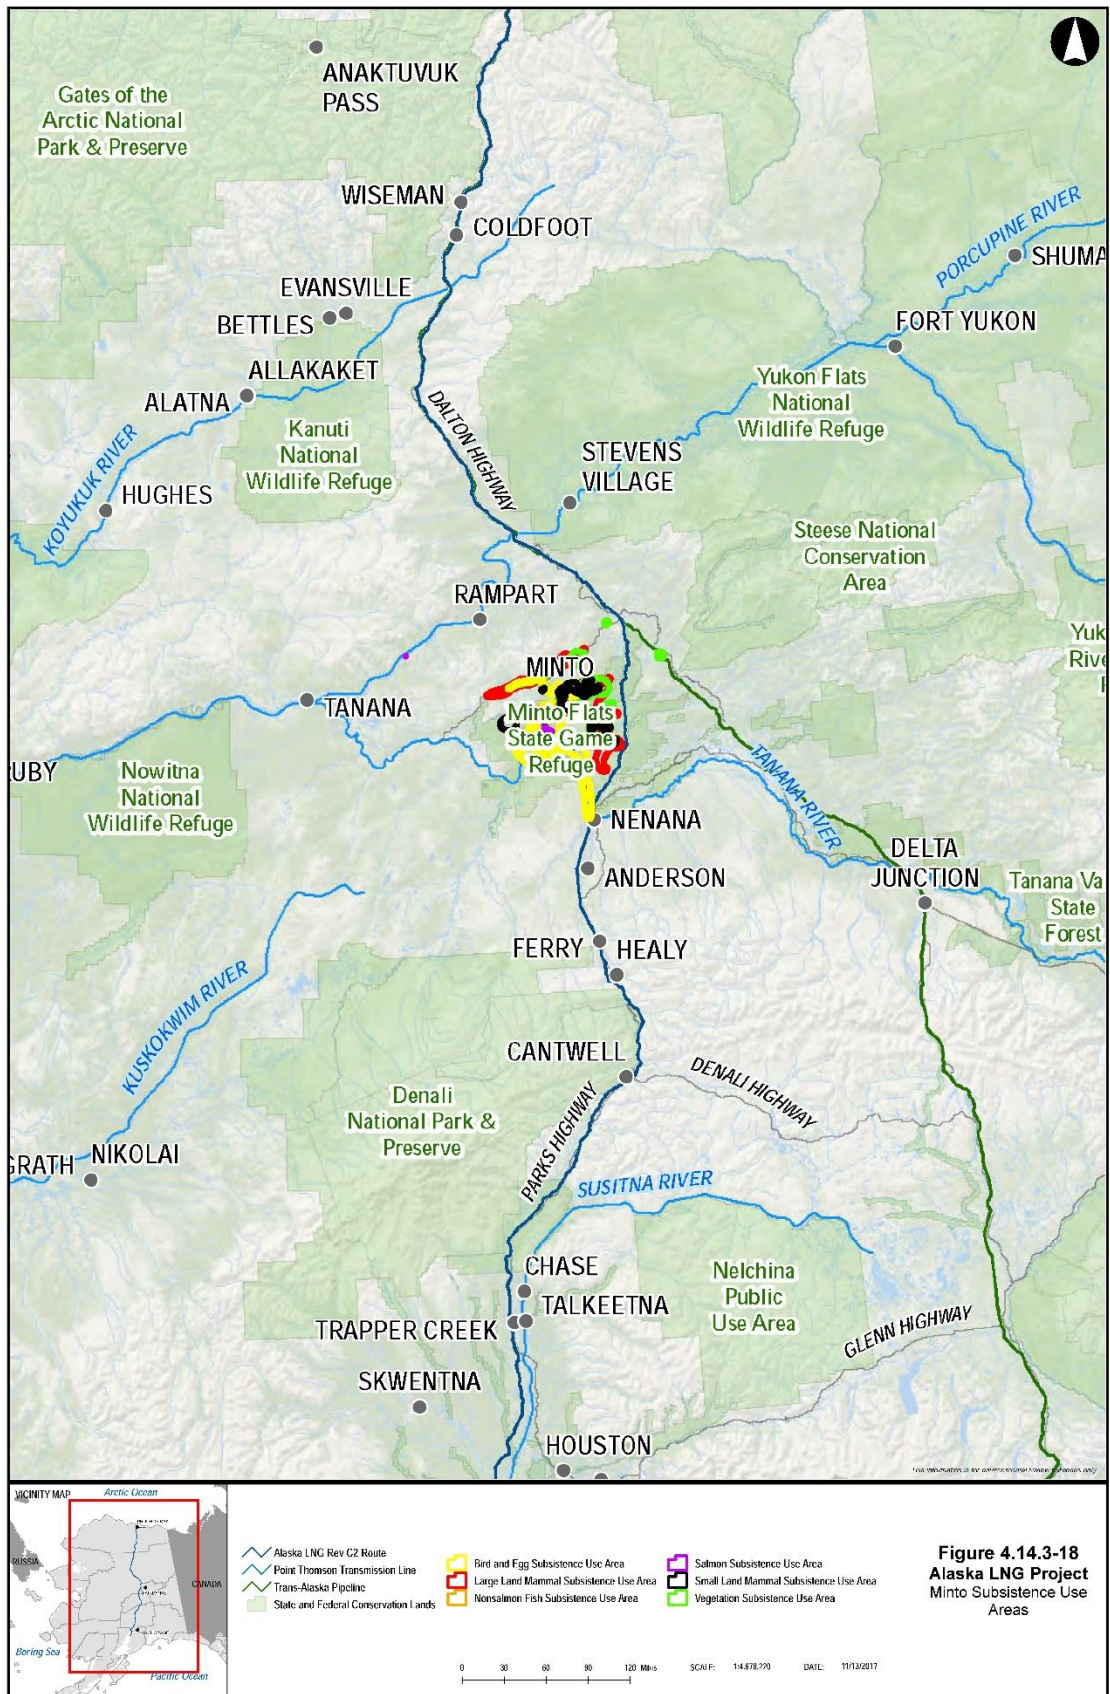 ANAKTUVUK
PASS
Gates of the
Arctic National
Park & Preserve
WISEMAN
COLDFOOT
PORCUPINE RIVER
SHUMA
EVANSVILLE
BETTLES
FORT YUKON
ALLAKAKET
ALATNA
Yukon Flats
National
Wildlife Refuge
DALTON HIGHWAY
Kanuti
National
Wildlife Refuge
STEVENS
VILLAGE
KOYUKUK RIVER
HUGHES
Steese National
Conservation
Area
RAMPART
Yuk
Rive
MINTO
TANANA
Minto Flats
State Game
Refuge
RUBY
Nowitna
National
Wildlife Refuge
TANANA RIVER
NENANA
DELTA
JUNCTION
ANDERSON
Tanana Va
State
Forest
FERRY
HEALY
KUSKOKWIM RIVER
CANTWELL
DENALI HIGHWAY
Denali
National Park &
Preserve
PARKS HIGHWAY
GRATH
NIKOLAI
SUSITNA RIVER
CHASE
Nelchina
Public
Use Area
TALKEETNA
TRAPPER CREEK
GLENN HIGHWAY
SKWENTNA
HOUSTON
VICINITY MAP
Arctic Ocean
RUSSIA
CANADA
Bering Sea
Pacific Ocean
Alaska LNG Rev C2 Route
Point Thomson Transmission Line
Trans-Alaska Pipeline
State and Federal Conservation Lands
Bird and Egg Subsistence Use Area
Large Land Mammal Subsistence Use Area
Nonsalmon Fish Subsistence Use Area
Salmon Subsistence Use Area
Small Land Mammal Subsistence Use Area
Vegetation Subsistence Use Area
0 30 60 90 120 Miles
SCALE: 1:4,878,720
DATE: 11/13/2017
Figure 4.14.3-18
Alaska LNG Project
Minto Subsistence Use
Areas